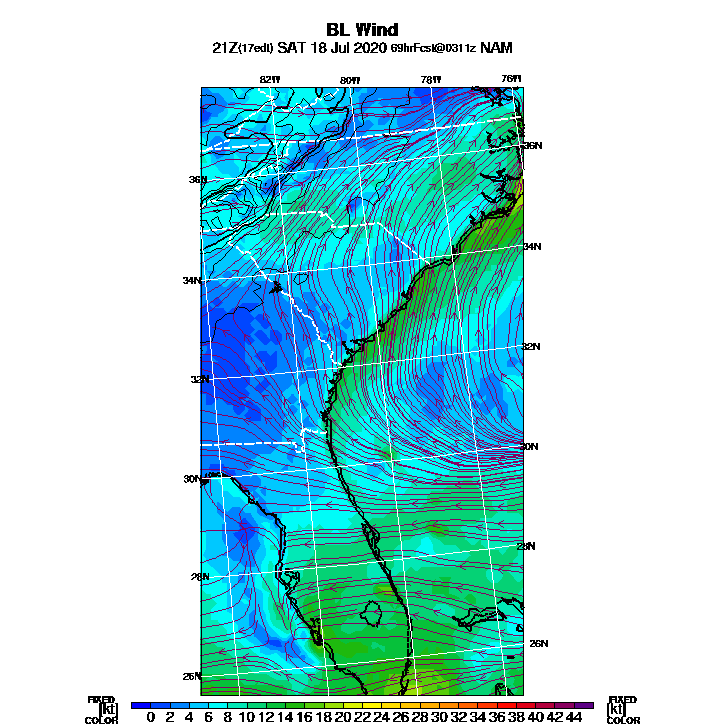 BL Wind
21Z(17edt) SAT 18 Jul 2020 69hrFcst@0311z NAM
82W 80W 78W 76W
36N
36N
34N
34N
32N
32N
30N
30N
28N
28N
26N
26N
FIXED FIXED
[kt] 0 2 4 6 8 10 12 14 16 18 20 22 24 26 28 30 32 34 36 38 40 42 44 [kt]
COLOR COLOR